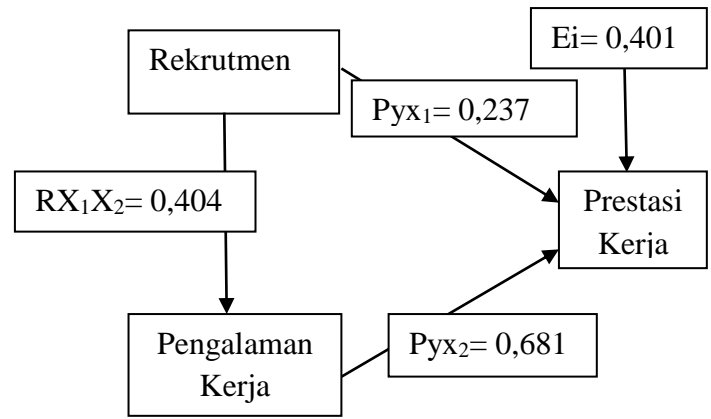 Rekrutmen
Ei= 0,401
Pyx₁= 0,237
RX₁X₂= 0,404
Prestasi
Kerja
Pengalaman
Kerja
Pyx₂= 0,681